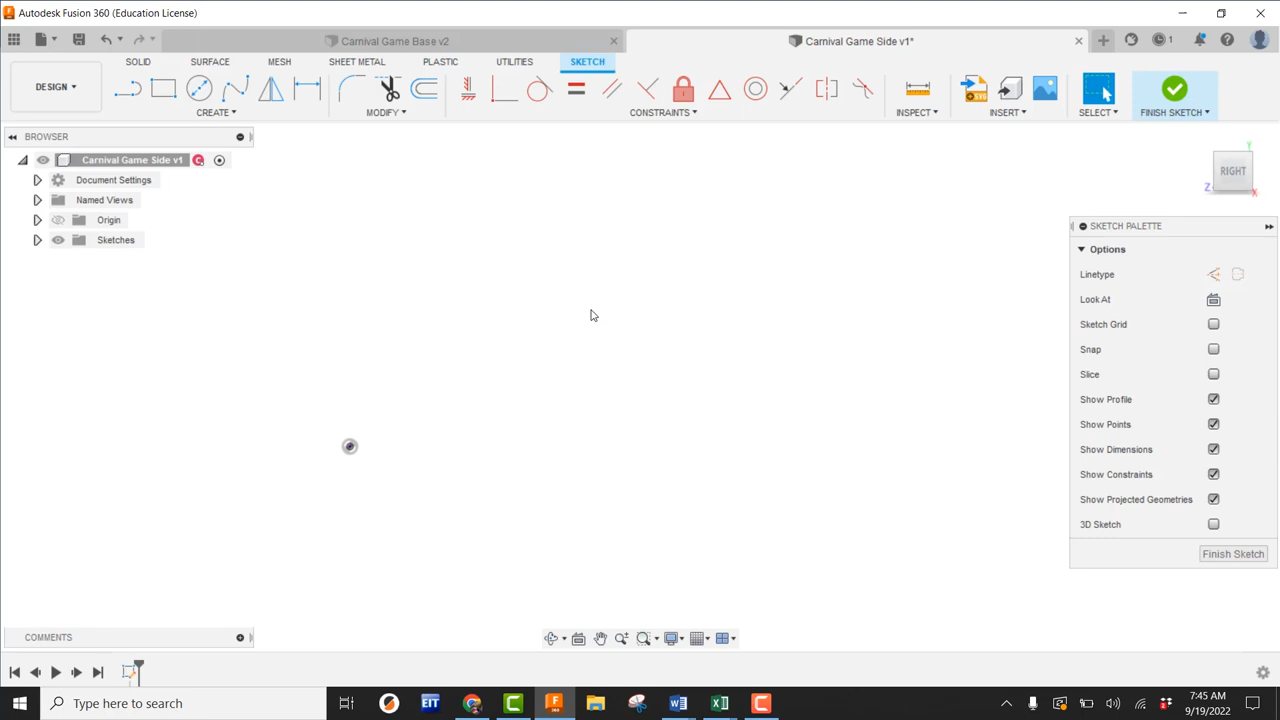 Autodesk Fusion 360 (Education License)
Carnival Game Base v2
Carnival Game Side v1*
DESIGN
SOLID
SURFACE
MESH
SHEET METAL
PLASTIC
UTILITIES
SKETCH
CREATE
MODIFY
CONSTRAINTS
INSPECT
INSERT
SELECT
FINISH SKETCH
BROWSER
Carnival Game Side v1
Document Settings
Named Views
Origin
Sketches
Y
RIGHT
Z
X
SKETCH PALETTE
Options
Linetype
Look At
Sketch Grid
Snap
Slice
Show Profile
Show Points
Show Dimensions
Show Constraints
Show Projected Geometries
3D Sketch
Finish Sketch
COMMENTS
Type here to search
7:45 AM
9/19/2022